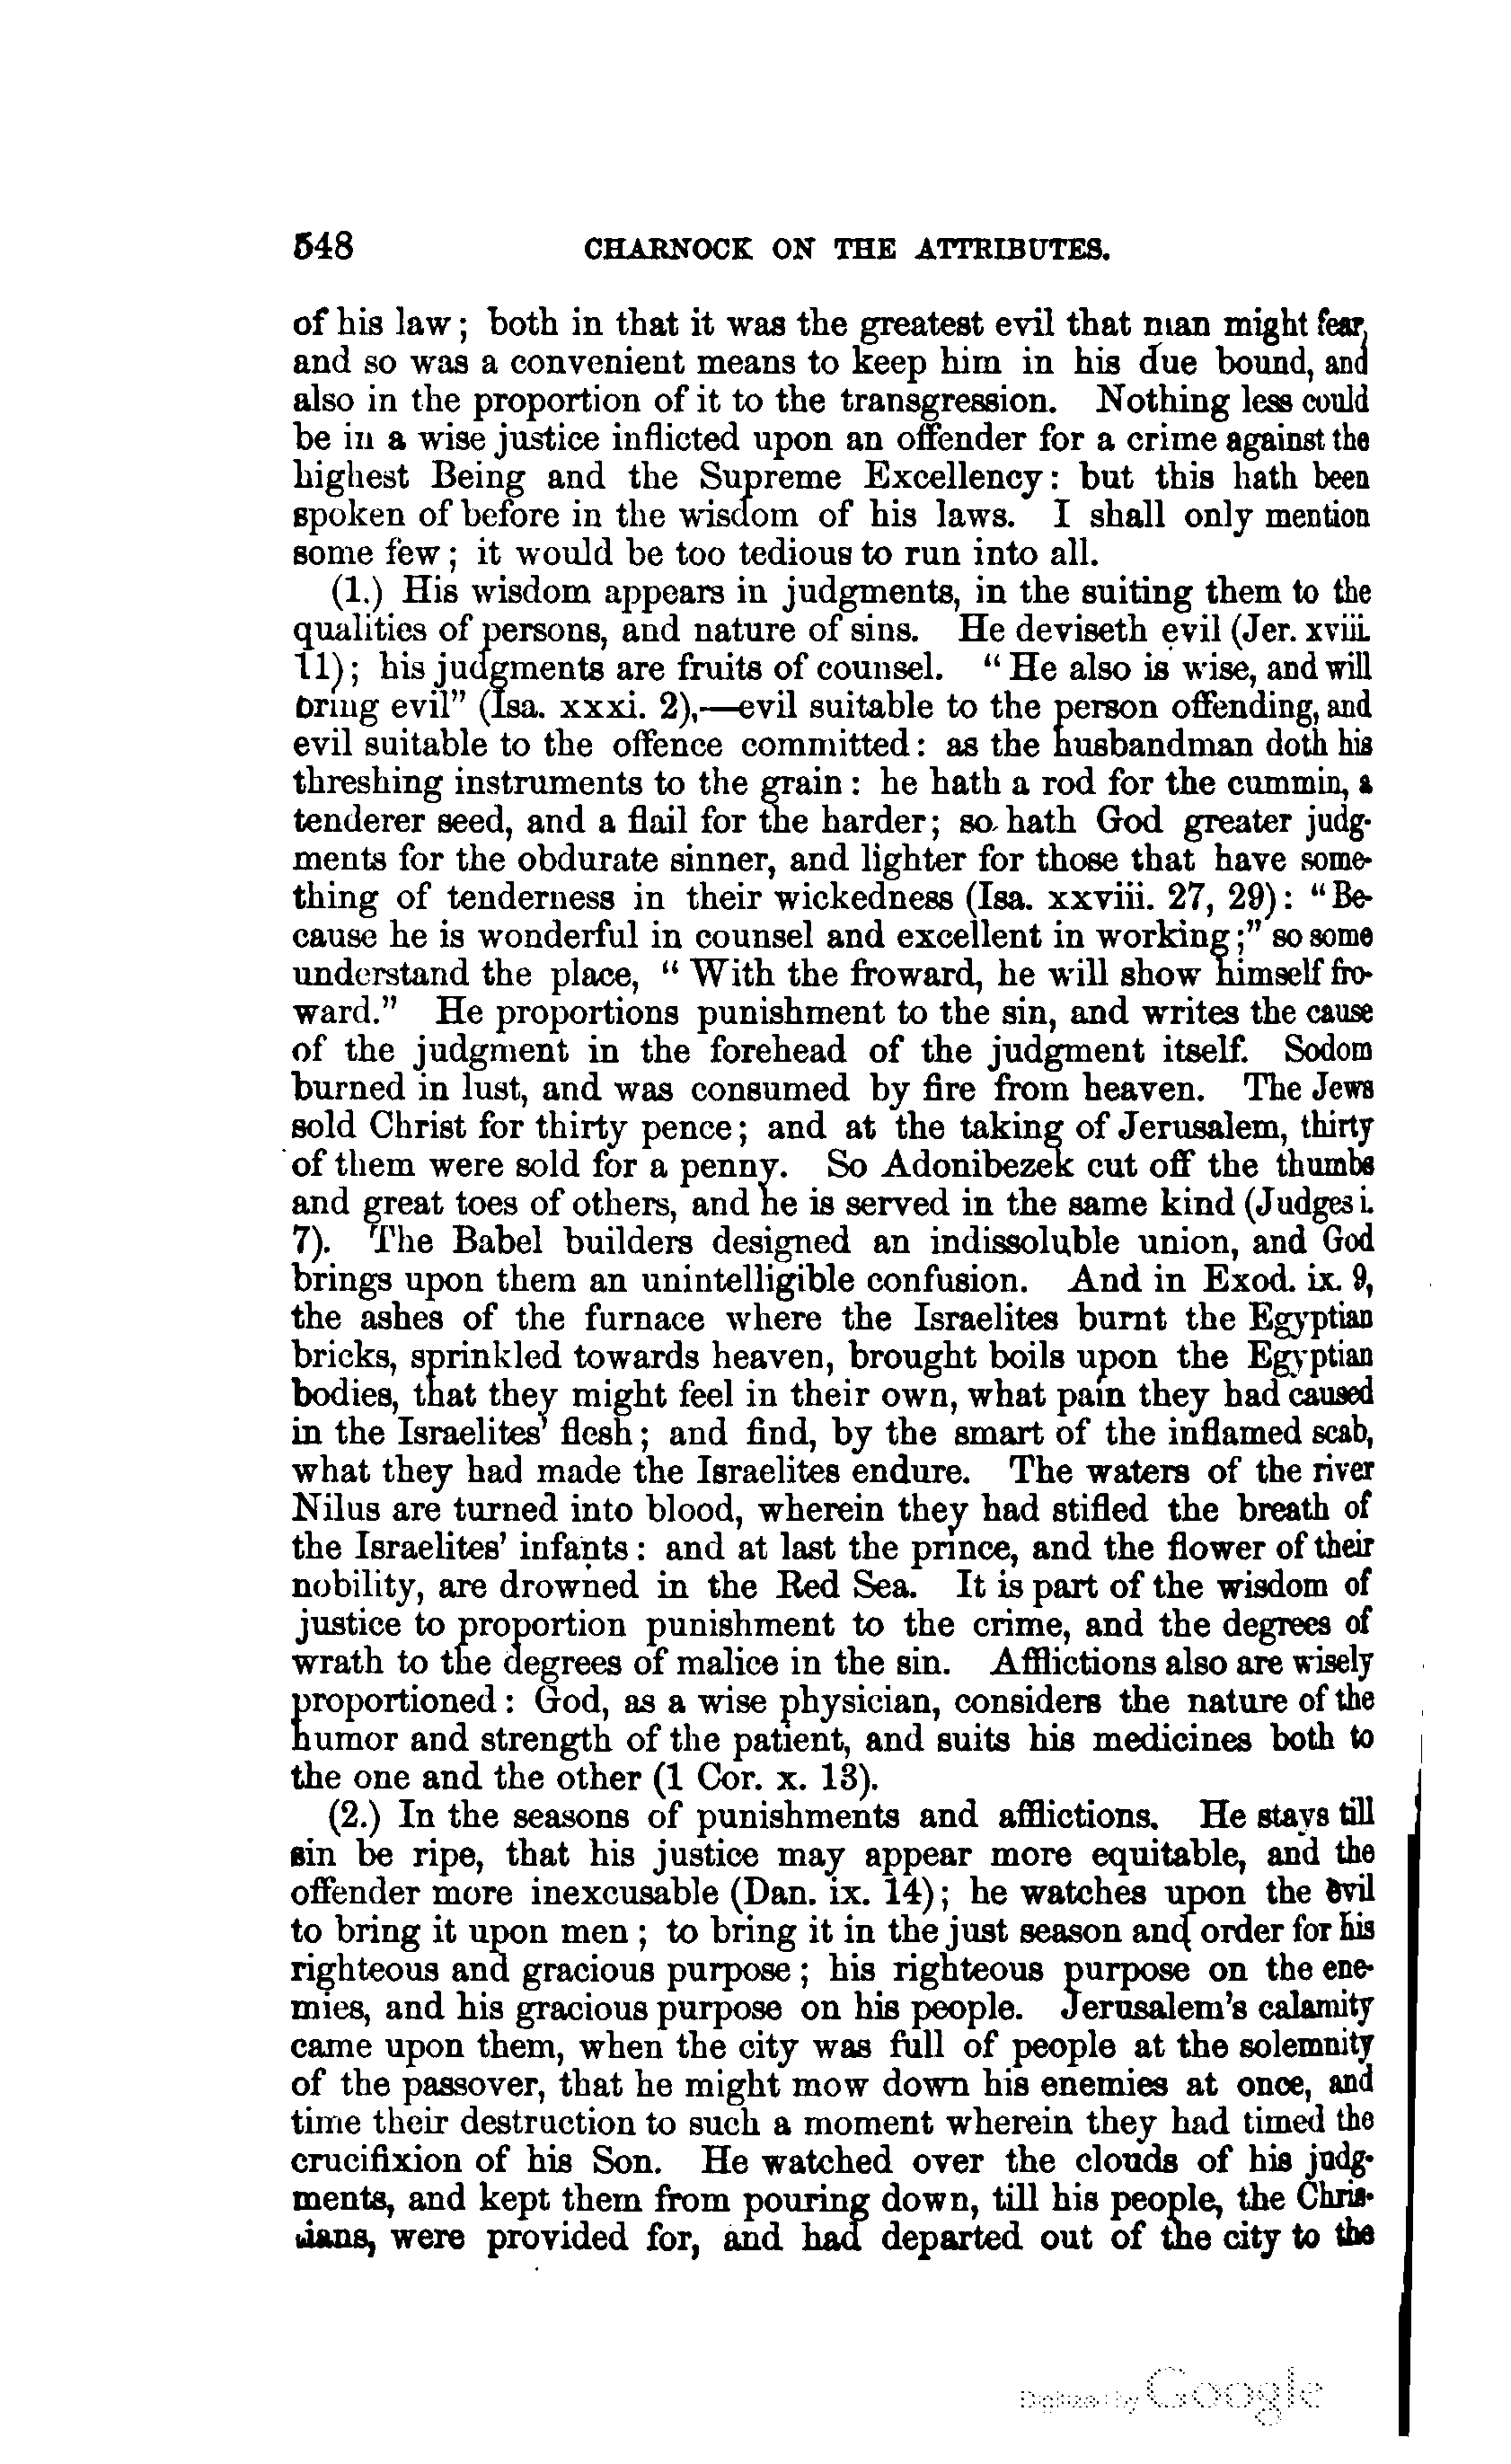 548 CHARNOCK ON THE ATTRIBUTES.
of his law; both in that it was the greatest evil that man might fear,
and so was a convenient means to keep him in his due bound, and
also in the proportion of it to the transgression. Nothing less could
be in a wise justice inflicted upon an offender for a crime against the
highest Being and the Supreme Excellency: but this hath been
spoken of before in the wisdom of his laws. I shall only mention
some few; it would be too tedious to run into all.
(1.) His wisdom appears in judgments, in the suiting them to the
qualities of persons, and nature of sins. He deviseth evil (Jer. xviii.
11); his judgments are fruits of counsel. "He also is wise, and will
bring evil" (Isa. xxxi. 2),—evil suitable to the person offending, and
evil suitable to the offence committed: as the husbandman doth his
threshing instruments to the grain: he hath a rod for the cummin, a
tenderer seed, and a flail for the harder; so hath God greater judg-
ments for the obdurate sinner, and lighter for those that have some-
thing of tenderness in their wickedness (Isa. xxviii. 27, 29): "Be-
cause he is wonderful in counsel and excellent in working;" so some
understand the place, "With the froward, he will show himself fro-
ward." He proportions punishment to the sin, and writes the cause
of the judgment in the forehead of the judgment itself. Sodom
burned in lust, and was consumed by fire from heaven. The Jews
sold Christ for thirty pence; and at the taking of Jerusalem, thirty
of them were sold for a penny. So Adonibezek cut off the thumbs
and great toes of others, and he is served in the same kind (Judges i.
7). The Babel builders designed an indissoluble union, and God
brings upon them an unintelligible confusion. And in Exod. ix. 9,
the ashes of the furnace where the Israelites burnt the Egyptian
bricks, sprinkled towards heaven, brought boils upon the Egyptian
bodies, that they might feel in their own, what pain they had caused
in the Israelites' flesh; and find, by the smart of the inflamed scab,
what they had made the Israelites endure. The waters of the river
Nilus are turned into blood, wherein they had stifled the breath of
the Israelites' infants: and at last the prince, and the flower of their
nobility, are drowned in the Red Sea. It is part of the wisdom of
justice to proportion punishment to the crime, and the degrees of
wrath to the degrees of malice in the sin. Afflictions also are wisely
proportioned: God, as a wise physician, considers the nature of the
humor and strength of the patient, and suits his medicines both to
the one and the other (1 Cor. x. 13).
(2.) In the seasons of punishments and afflictions. He stays till
sin be ripe, that his justice may appear more equitable, and the
offender more inexcusable (Dan. ix. 14); he watches upon the evil
to bring it upon men; to bring it in the just season and order for his
righteous and gracious purpose; his righteous purpose on the ene-
mies, and his gracious purpose on his people. Jerusalem's calamity
came upon them, when the city was full of people at the solemnity
of the passover, that he might mow down his enemies at once, and
time their destruction to such a moment wherein they had timed the
crucifixion of his Son. He watched over the clouds of his judg-
ments, and kept them from pouring down, till his people, the Chris-
tians, were provided for, and had departed out of the city to the
Digitized by Google